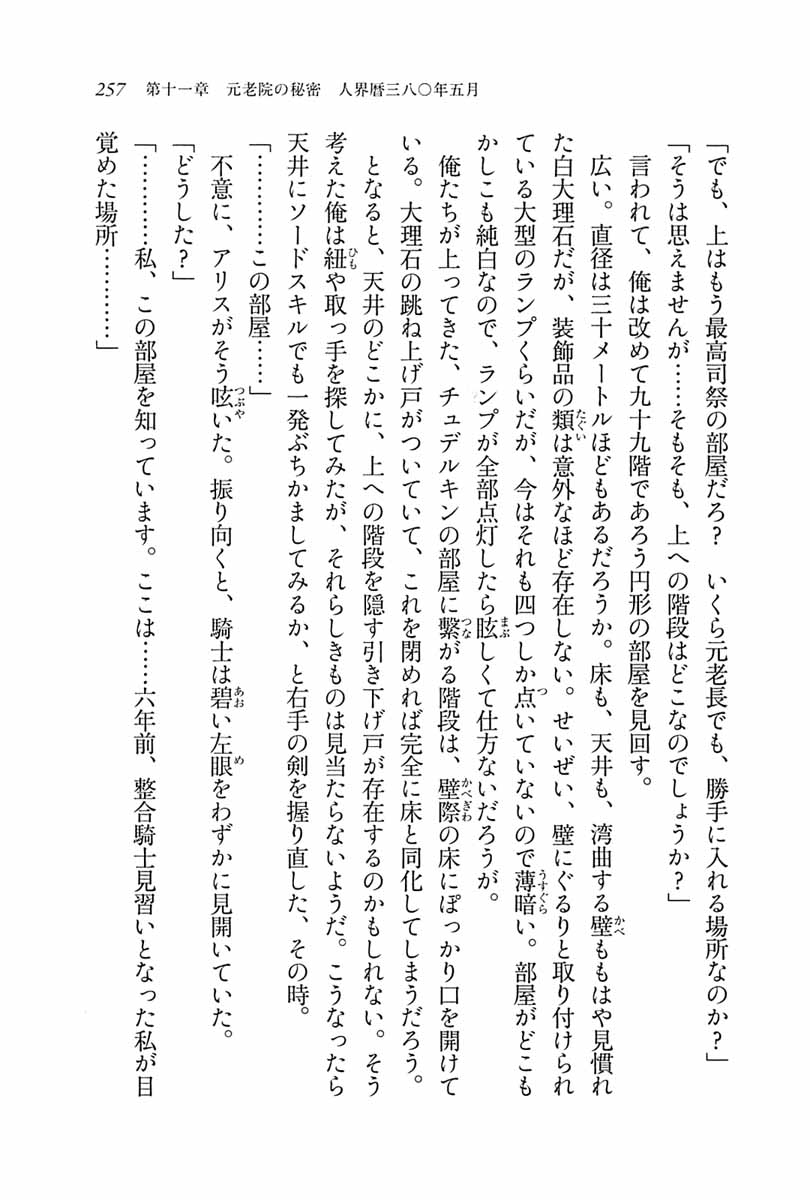 257　第十一章　元老院の秘密　人界暦三八〇年五月
「でも、上はもう最高司祭の部屋だろ？　いくら元老長でも、勝手に入れる場所なのか？」
「そうは思えませんが……そもそも、上への階段はどこなのでしょうか？」
　言われて、俺は改めて九十九階であろう円形の部屋を見回す。
　広い。直径は三十メートルほどもあるだろうか。床も、天井も、湾曲する壁ももはや見慣れ
た白大理石だが、装飾品の類は意外なほど存在しない。せいぜい、壁にぐるりと取り付けられ
ている大型のランプくらいだが、今はそれも四つしか点いていないので薄暗い。部屋がどこも
かしこも純白なので、ランプが全部点灯したら眩しくて仕方ないだろうが。
　俺たちが上ってきた、チュデルキンの部屋に繫がる階段は、壁際の床にぽっかり口を開けて
いる。大理石の跳ね上げ戸がついていて、これを閉めれば完全に床と同化してしまうだろう。
　となると、天井のどこかに、上への階段を隠す引き下げ戸が存在するのかもしれない。そう
考えた俺は紐や取っ手を探してみたが、それらしきものは見当たらないようだ。こうなったら
天井にソードスキルでも一発ぶちかましてみるか、と右手の剣を握り直した、その時。
「…………この部屋……」
　不意に、アリスがそう呟いた。振り向くと、騎士は碧い左眼をわずかに見開いていた。
「どうした？」
「…………私、この部屋を知っています。ここは……六年前、整合騎士見習いとなった私が目
覚めた場所…………」